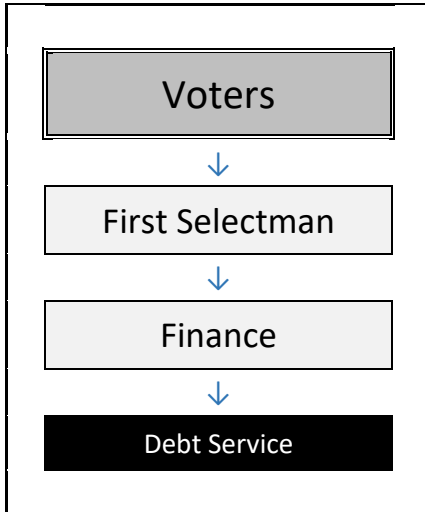 Voters
↓
First Selectman
↓
Finance
↓
Debt Service